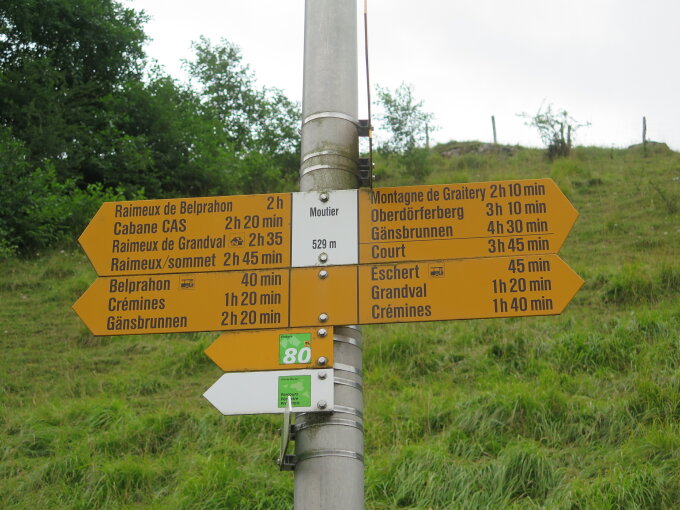 Raimeux de Belprahon 2h
Cabane CAS 2h 20 min
Raimeux de Grandval 2h 35
Raimeux/sommet 2h 45 min
Moutier
529 m
Montagne de Graitery 2h 10 min
Oberdörferberg 3h 10 min
Gänsbrunnen 4h 30 min
Court 3h 45 min
Belprahon 40 min
Crémines 1h 20 min
Gänsbrunnen 2h 20 min
Eschert 45 min
Grandval 1h 20 min
Crémines 1h 40 min
80